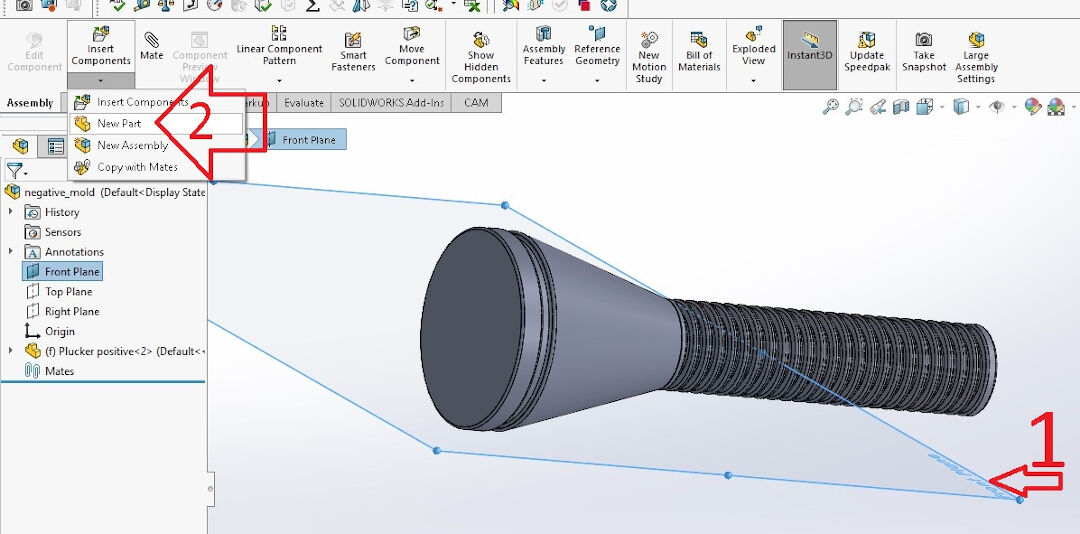 Edit
Component
Insert
Components
Mate
Component
Preview
Window
Linear Component
Pattern
Smart
Fasteners
Move
Component
Show
Hidden
Components
Assembly
Features
Reference
Geometry
New
Motion
Study
Bill of
Materials
Exploded
View
Instant3D
Update
Speedpak
Take
Snapshot
Large
Assembly
Settings
Assembly
Evaluate
SOLIDWORKS Add-Ins
CAM
Insert Components
New Part
New Assembly
Copy with Mates
2
Front Plane
negative_mold (Default<Display State
History
Sensors
Annotations
Front Plane
Top Plane
Right Plane
Origin
(f) Plucker positive<2> (Default<<
Mates
1